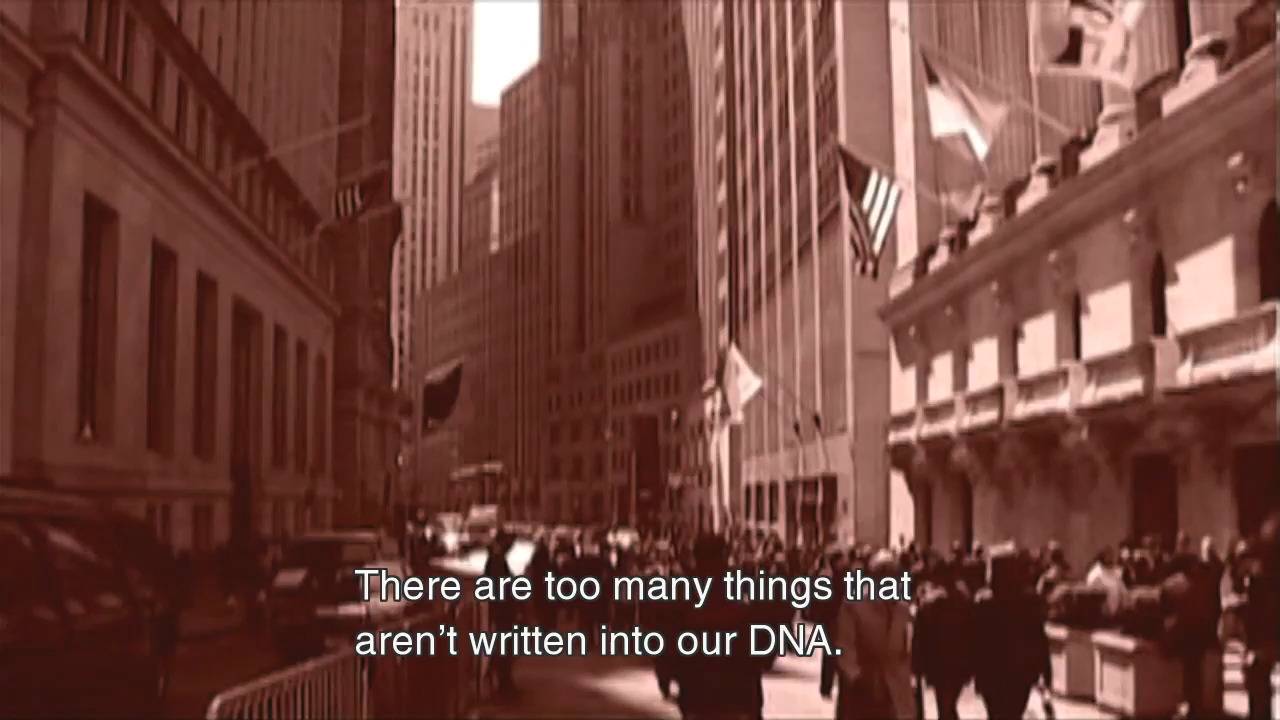 There are too many things that
aren’t written into our DNA.